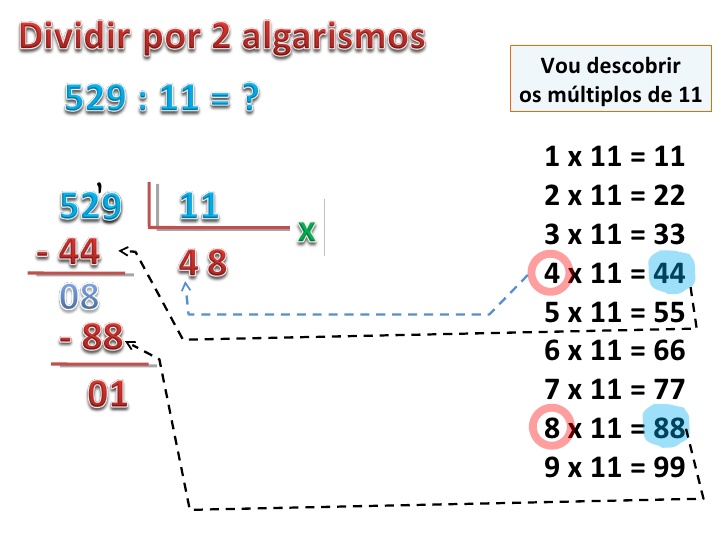 Dividir por 2 algarismos
529 : 11 = ?
Vou descobrir
os múltiplos de 11
529 11
- 44 4 8 x
08
- 88
01
1 x 11 = 11
2 x 11 = 22
3 x 11 = 33
4 x 11 = 44
5 x 11 = 55
6 x 11 = 66
7 x 11 = 77
8 x 11 = 88
9 x 11 = 99